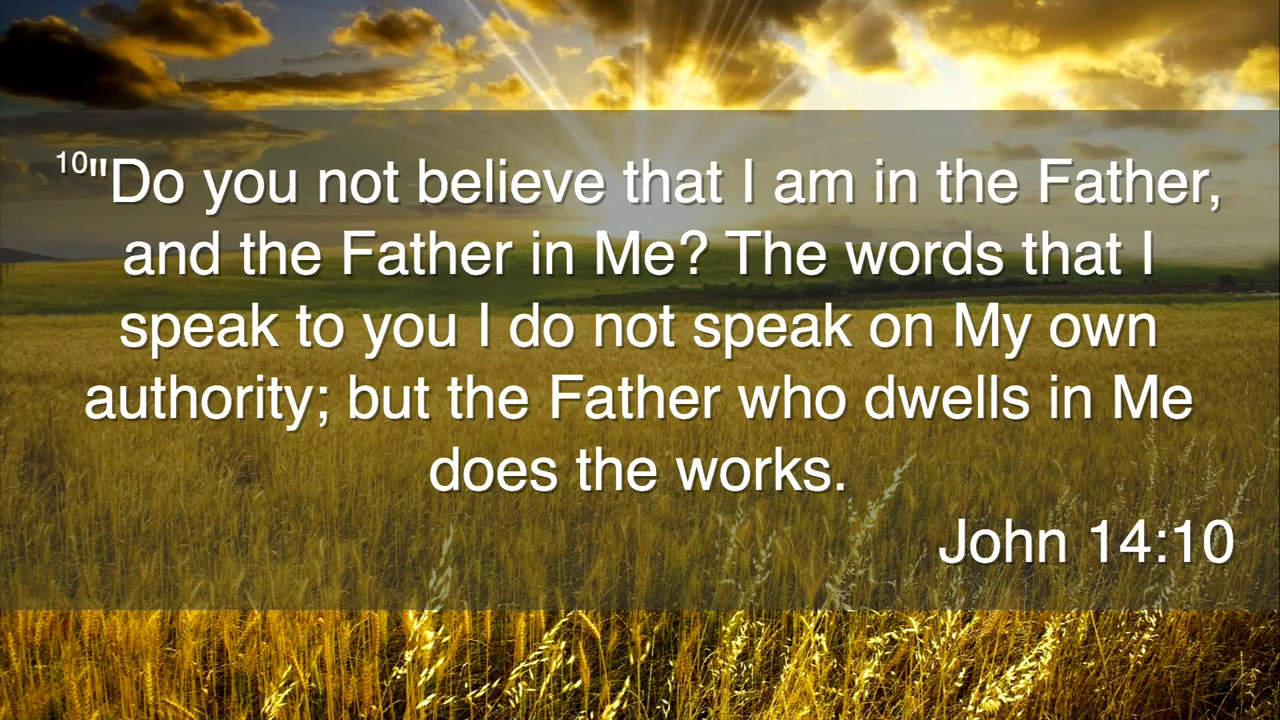 10"Do you not believe that I am in the Father,
and the Father in Me? The words that I
speak to you I do not speak on My own
authority; but the Father who dwells in Me
does the works.
John 14:10